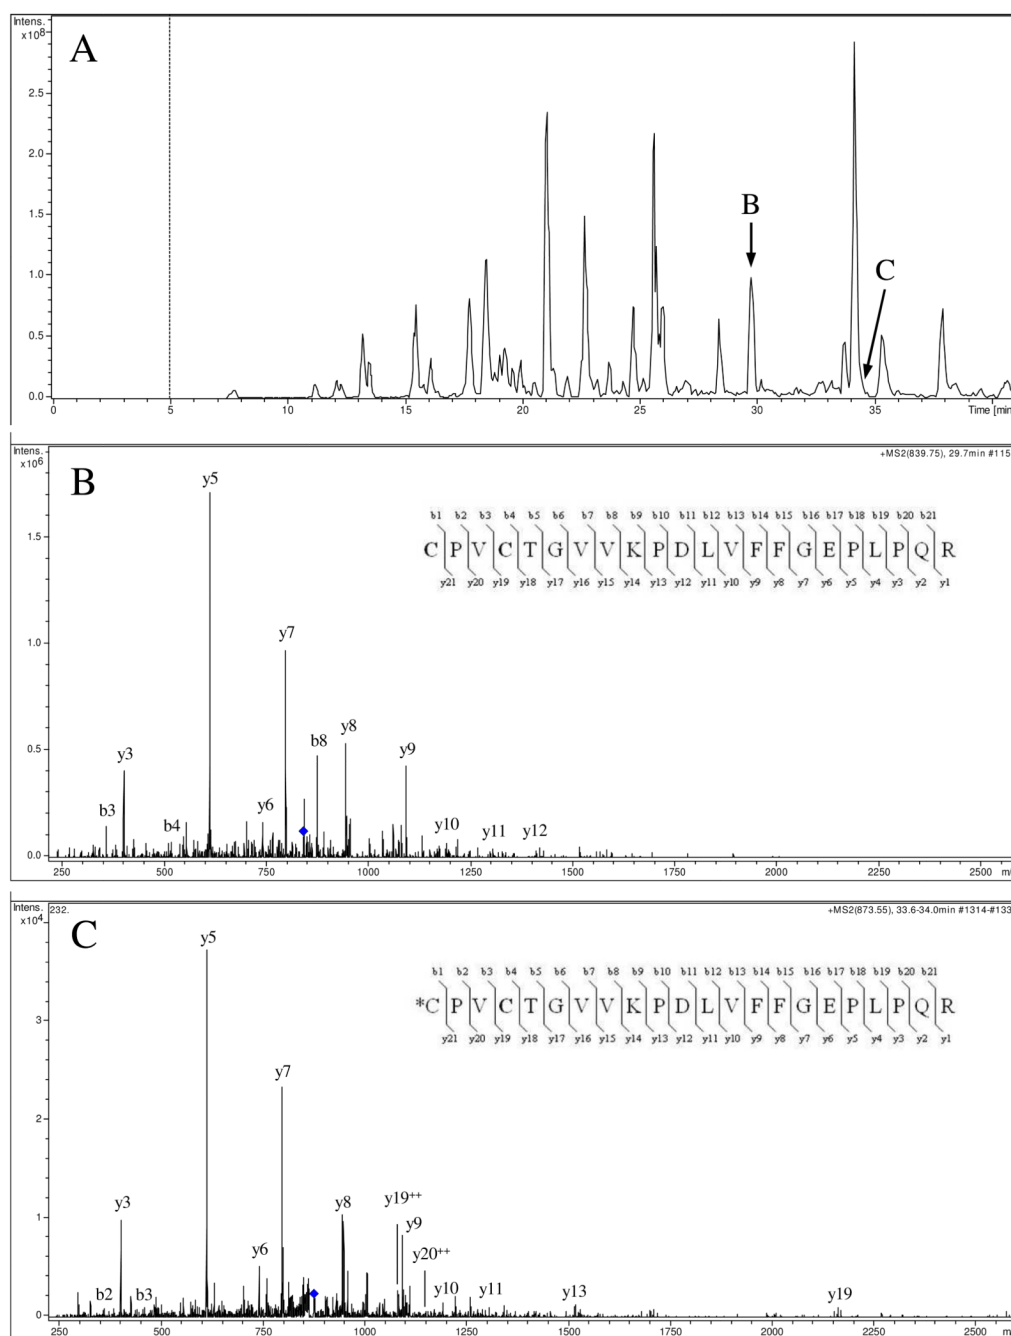 Intens.
x10⁸
A
2.5
2.0
1.5
1.0
0.5
0.0
B
C
0 5 10 15 20 25 30 35 Time [min
Intens.
x10⁶
+MS2(839.75), 29.7min #115
B
1.5
1.0
0.5
0.0
b1 b2 b3 b4 b5 b6 b7 b8 b9 b10 b11 b12 b13 b14 b15 b16 b17 b18 b19 b20 b21
C P V C T G V V K P D L V F F G E P L P Q R
y21 y20 y19 y18 y17 y16 y15 y14 y13 y12 y11 y10 y9 y8 y7 y6 y5 y4 y3 y2 y1
y5
y7
y3
b3
b4
y6
b8
y8
y9
y10
y11
y12
250 500 750 1000 1250 1500 1750 2000 2250 2500 m
Intens.
x10⁴
232.
+MS2(873.55), 33.6-34.0min #1314-#133
C
3
2
1
0
b1 b2 b3 b4 b5 b6 b7 b8 b9 b10 b11 b12 b13 b14 b15 b16 b17 b18 b19 b20 b21
*C P V C T G V V K P D L V F F G E P L P Q R
y21 y20 y19 y18 y17 y16 y15 y14 y13 y12 y11 y10 y9 y8 y7 y6 y5 y4 y3 y2 y1
y5
y7
y3
b2
b3
y6
y8
y19⁺⁺
y9
y20⁺⁺
y10
y11
y13
y19
250 500 750 1000 1250 1500 1750 2000 2250 2500 m